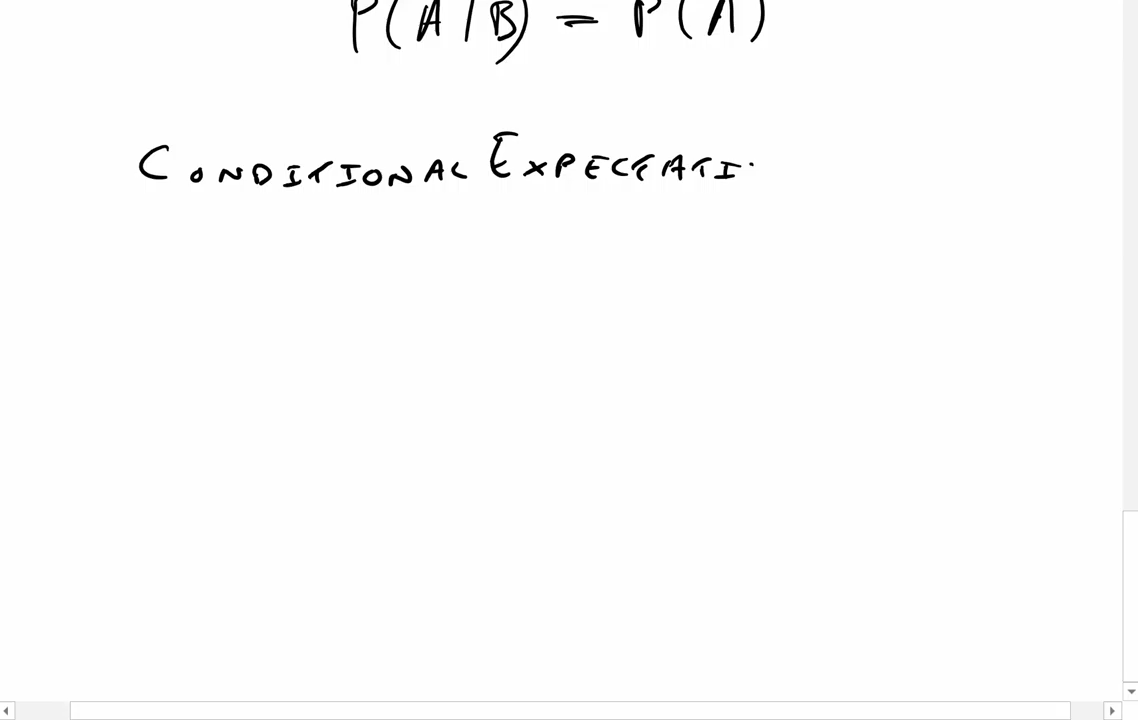 P(A|B) = P(A)
CONDITIONAL EXPECTATI